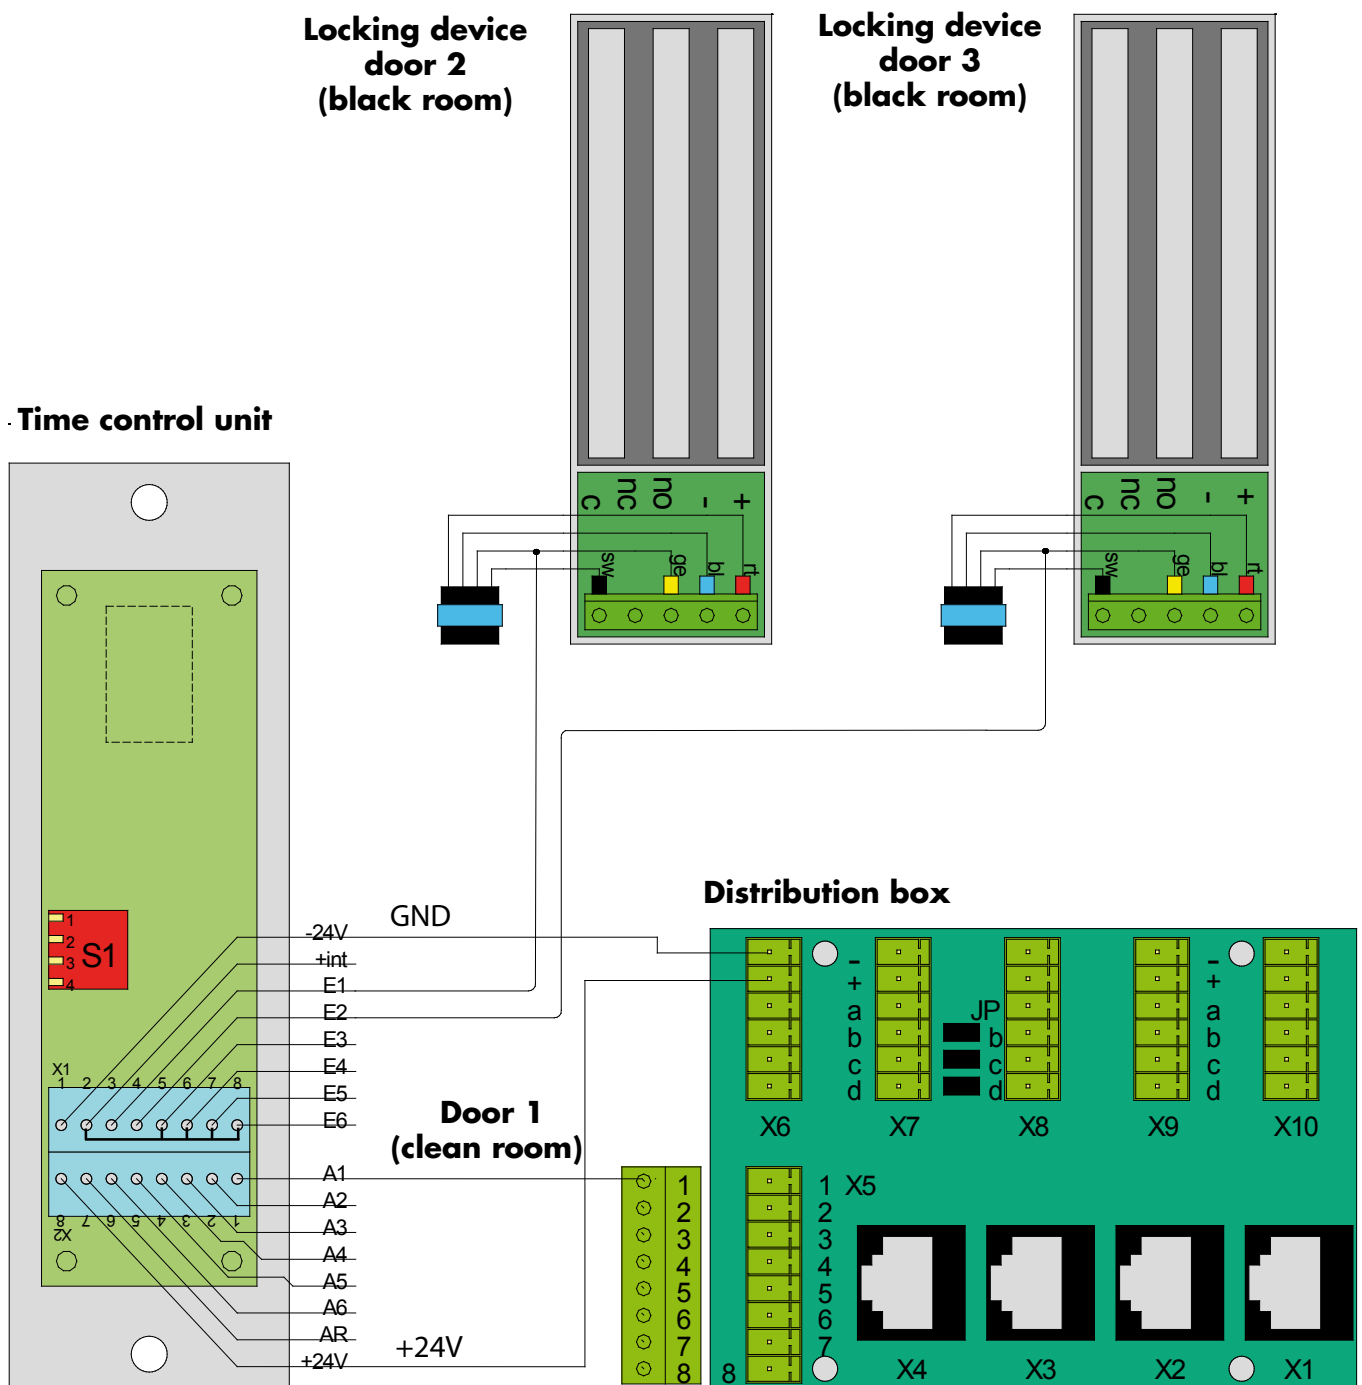 Locking device
door 2
(black room)
Locking device
door 3
(black room)
c nc no - +
sw ge bl rt
c nc no - +
sw ge bl rt
Time control unit
S1
1
2
3
4
GND
-24V
+int
E1
E2
E3
E4
E5
E6
X1
1 2 3 4 5 6 7 8
A1
A2
A3
A4
A5
A6
AR
+24V
+24V
8 7 6 5 4 3 2 1
X2
Door 1
(clean room)
1
2
3
4
5
6
7
8
Distribution box
-
+
a
b
c
d
JP
b
c
d
-
+
a
b
c
d
X6 X7 X8 X9 X10
1 X5
2
3
4
5
6
7
8
X4 X3 X2 X1